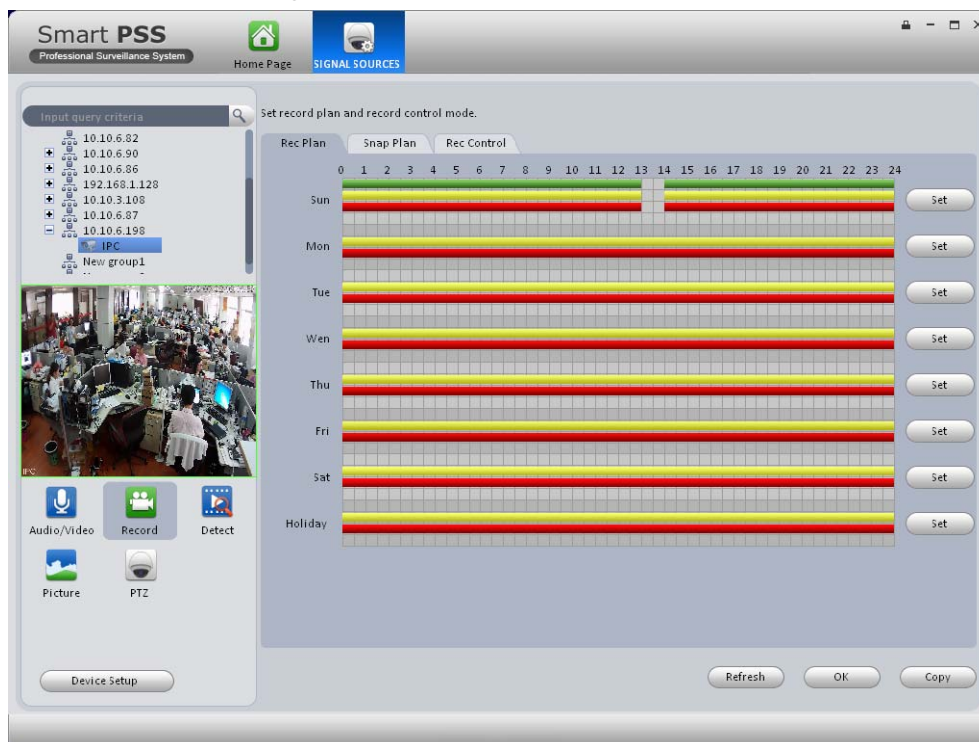 Smart PSS
Professional Surveillance System
Home Page
SIGNAL SOURCES
Input query criteria
10.10.6.82
10.10.6.90
10.10.6.86
192.168.1.128
10.10.3.108
10.10.6.87
10.10.6.198
IPC
New group1
IPC
Audio/Video
Record
Detect
Picture
PTZ
Device Setup
Set record plan and record control mode.
Rec Plan
Snap Plan
Rec Control
0 1 2 3 4 5 6 7 8 9 10 11 12 13 14 15 16 17 18 19 20 21 22 23 24
Sun Set
Mon Set
Tue Set
Wen Set
Thu Set
Fri Set
Sat Set
Holiday Set
Refresh
OK
Copy